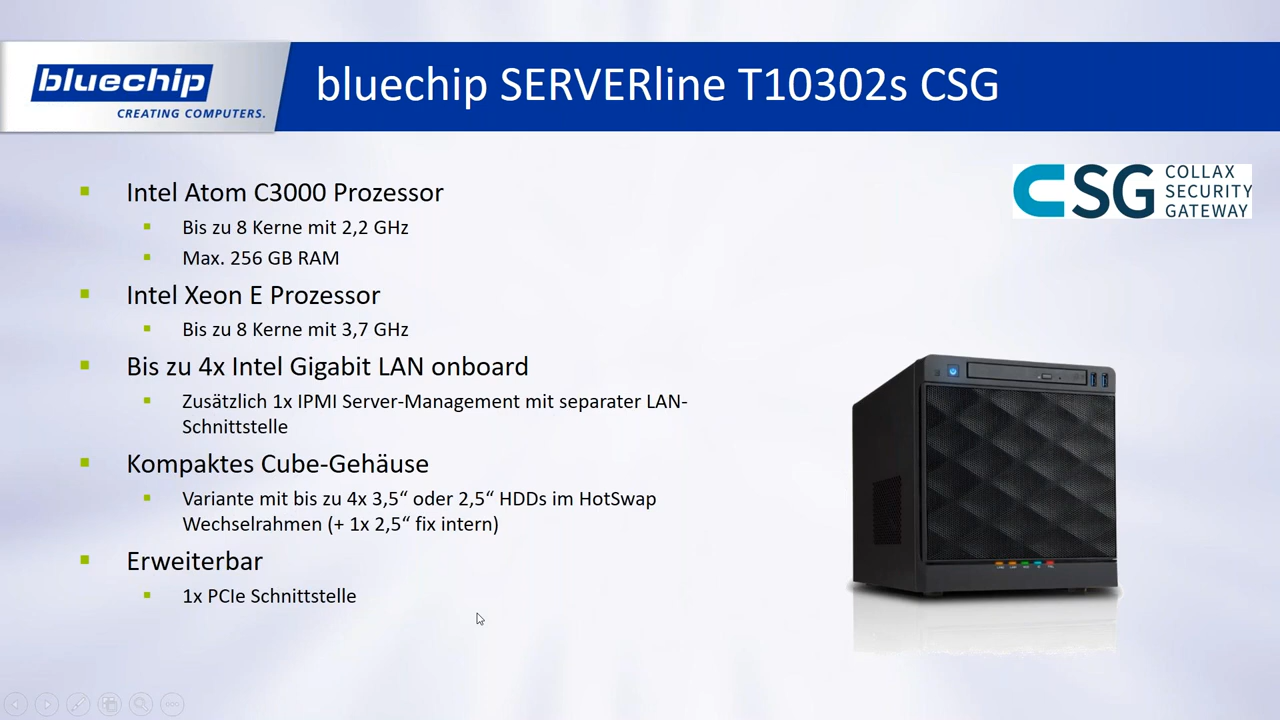 bluechip
CREATING COMPUTERS.
bluechip SERVERline T10302s CSG
CSG COLLAX
SECURITY
GATEWAY
Intel Atom C3000 Prozessor
Bis zu 8 Kerne mit 2,2 GHz
Max. 256 GB RAM
Intel Xeon E Prozessor
Bis zu 8 Kerne mit 3,7 GHz
Bis zu 4x Intel Gigabit LAN onboard
Zusätzlich 1x IPMI Server-Management mit separater LAN-
Schnittstelle
Kompaktes Cube-Gehäuse
Variante mit bis zu 4x 3,5“ oder 2,5“ HDDs im HotSwap
Wechselrahmen (+ 1x 2,5“ fix intern)
Erweiterbar
1x PCIe Schnittstelle